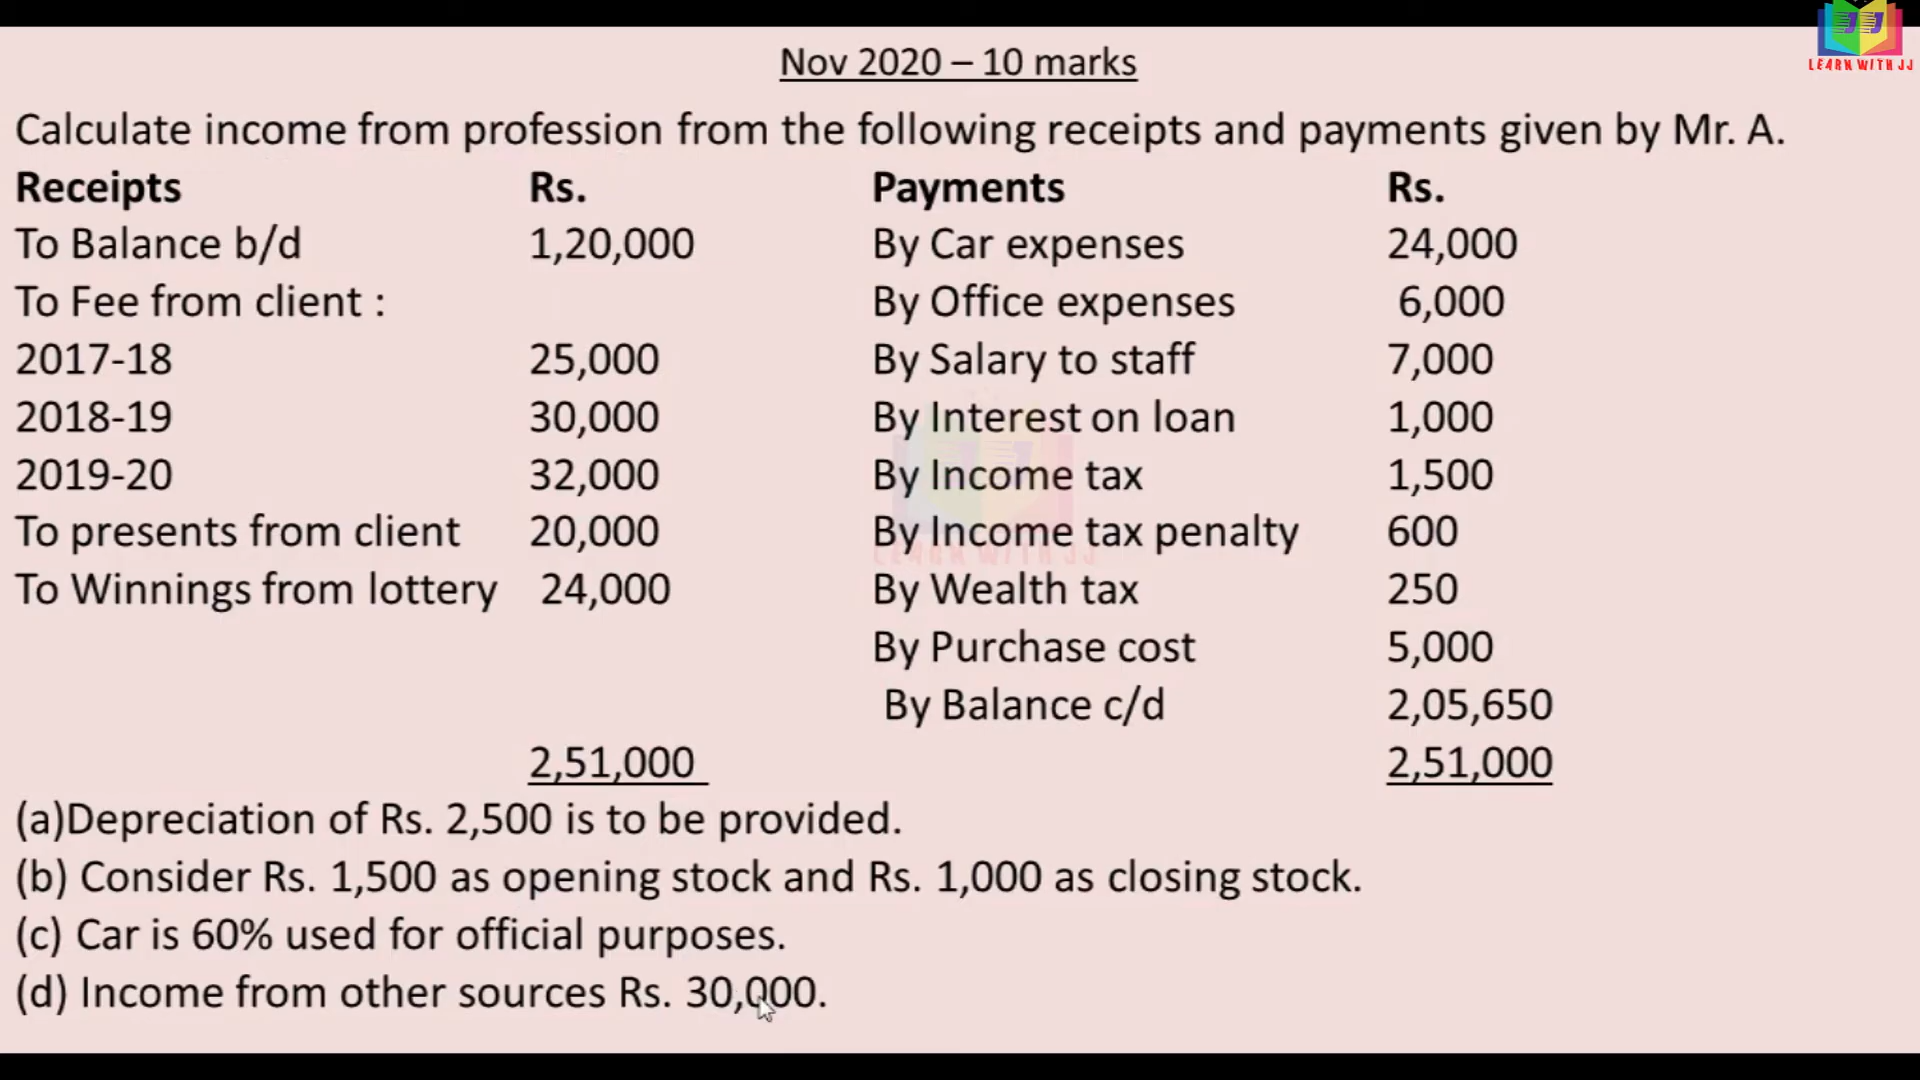 LEARN WITH JJ
Nov 2020 – 10 marks
Calculate income from profession from the following receipts and payments given by Mr. A.
Receipts Rs. Payments Rs.
To Balance b/d 1,20,000 By Car expenses 24,000
To Fee from client : By Office expenses 6,000
2017-18 25,000 By Salary to staff 7,000
2018-19 30,000 By Interest on loan 1,000
2019-20 32,000 By Income tax 1,500
To presents from client 20,000 By Income tax penalty 600
LEARN WITH JJ
To Winnings from lottery 24,000 By Wealth tax 250
By Purchase cost 5,000
By Balance c/d 2,05,650
2,51,000 2,51,000
(a)Depreciation of Rs. 2,500 is to be provided.
(b) Consider Rs. 1,500 as opening stock and Rs. 1,000 as closing stock.
(c) Car is 60% used for official purposes.
(d) Income from other sources Rs. 30,000.